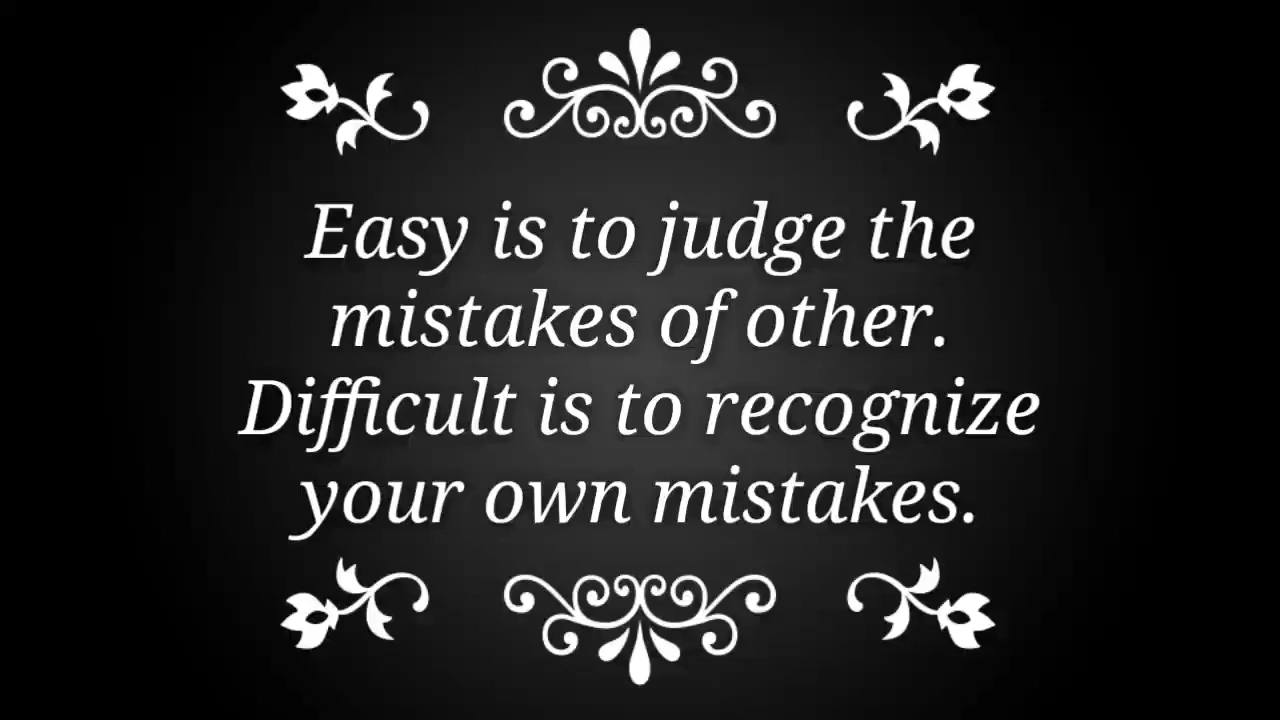 Easy is to judge the
mistakes of other.
Difficult is to recognize
your own mistakes.